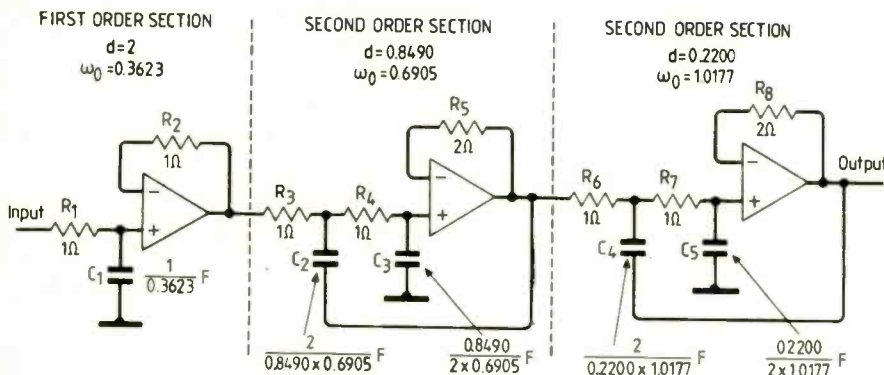 FIRST ORDER SECTION
d=2
ω₀=0.3623
SECOND ORDER SECTION
d=0.8490
ω₀=0.6905
SECOND ORDER SECTION
d=0.2200
ω₀=1.0177
R2
1Ω
R5
2Ω
R8
2Ω
Input
R1
1Ω
−
+
C1
1/0.3623 F
R3
1Ω
R4
1Ω
−
+
C2
C3
2/0.8490 x 0.6905 F
0.8490/2 x 0.6905 F
R6
1Ω
R7
1Ω
−
+
Output
C4
C5
2/0.2200 x 1.0177 F
0.2200/2 x 1.0177 F